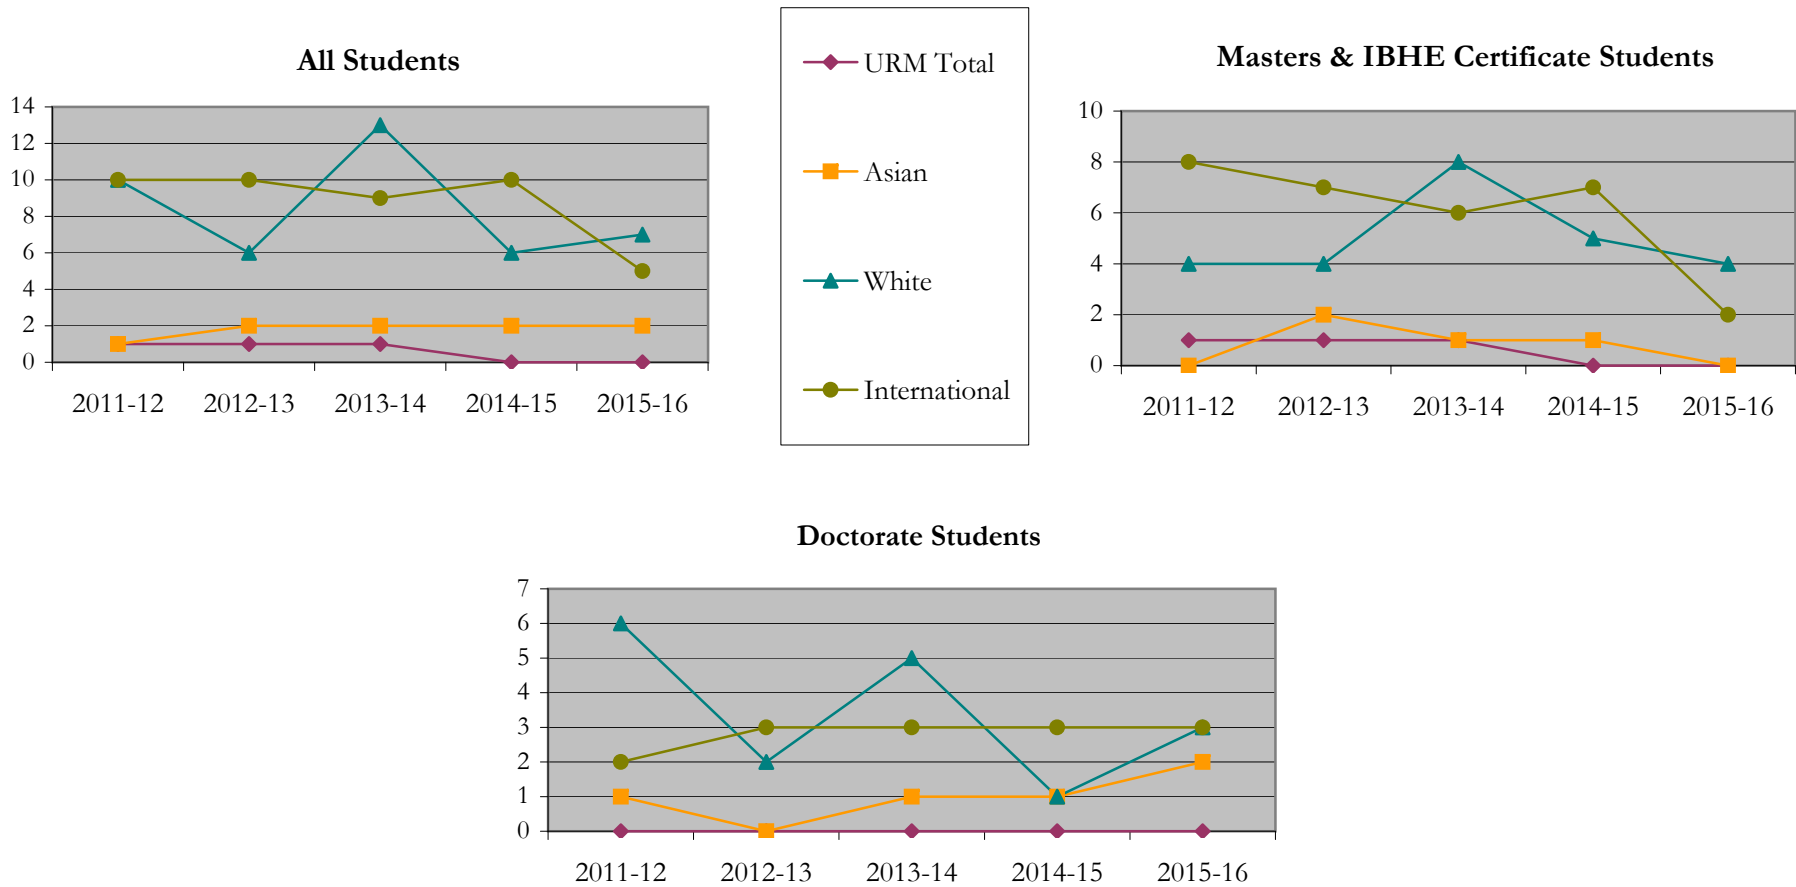 All Students
14
12
10
8
6
4
2
0
2011-12 2012-13 2013-14 2014-15 2015-16
URM Total
Asian
White
International
Masters & IBHE Certificate Students
10
8
6
4
2
0
2011-12 2012-13 2013-14 2014-15 2015-16
Doctorate Students
7
6
5
4
3
2
1
0
2011-12 2012-13 2013-14 2014-15 2015-16